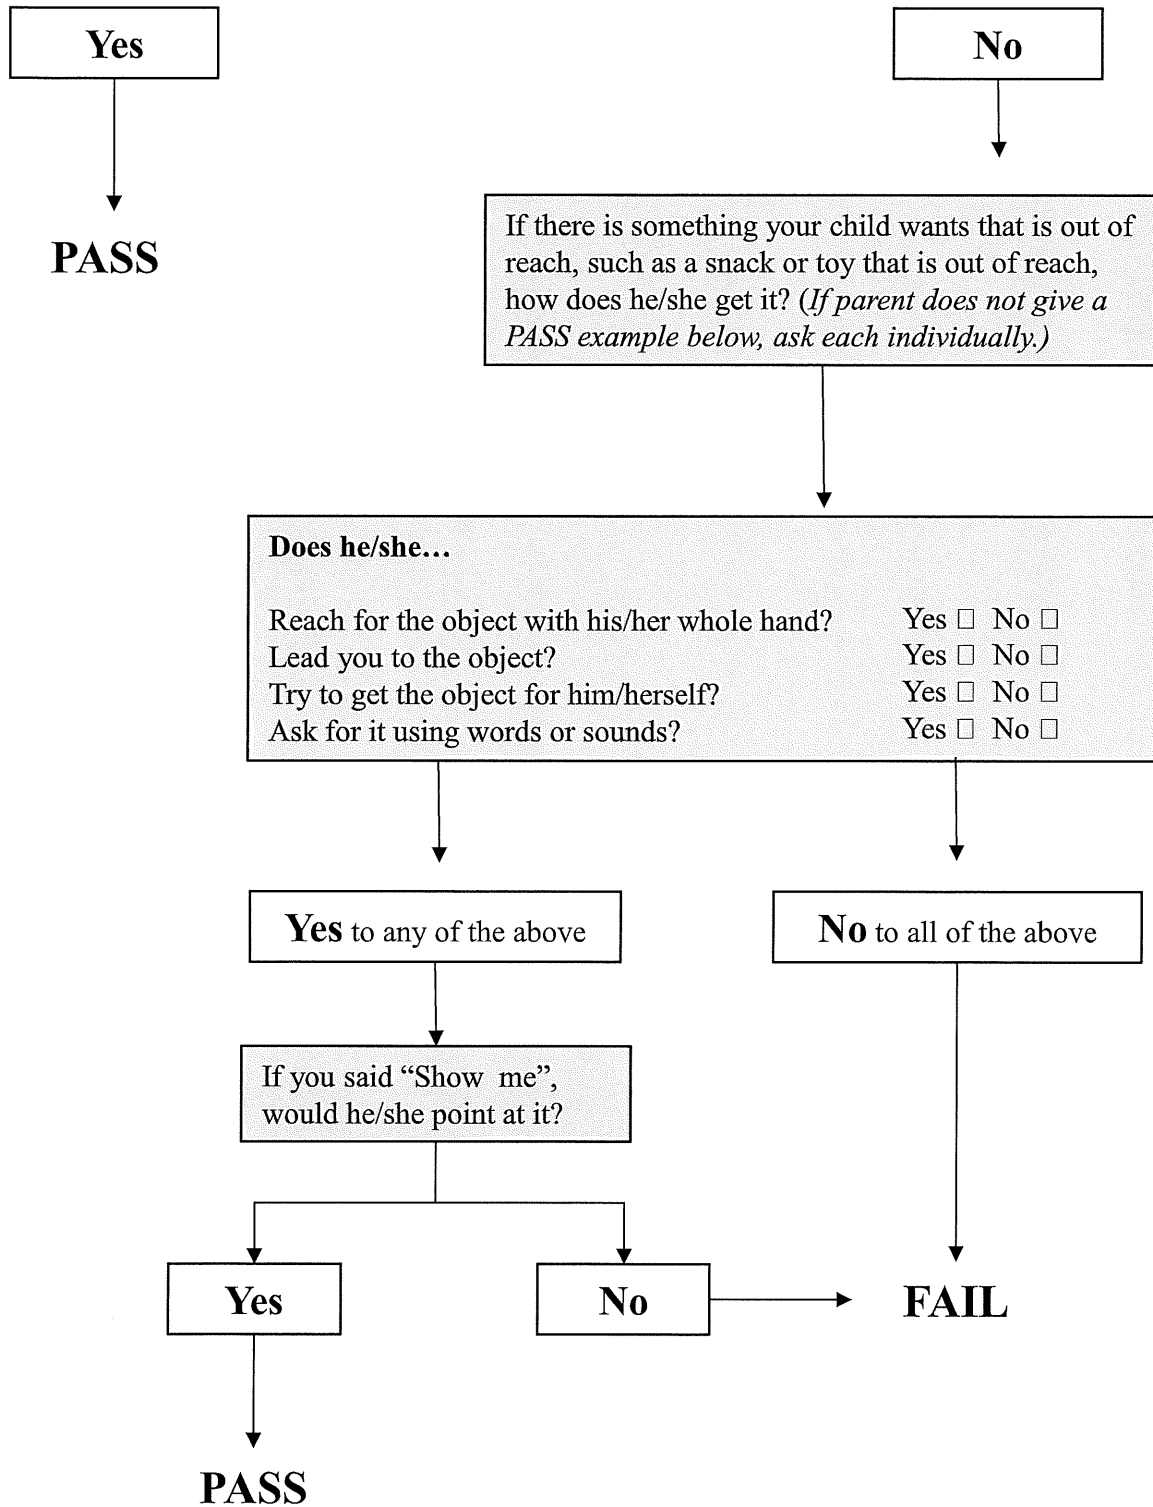 Yes
No
PASS
If there is something your child wants that is out of
reach, such as a snack or toy that is out of reach,
how does he/she get it? (If parent does not give a
PASS example below, ask each individually.)
Does he/she…
Reach for the object with his/her whole hand? Yes □ No □
Lead you to the object? Yes □ No □
Try to get the object for him/herself? Yes □ No □
Ask for it using words or sounds? Yes □ No □
Yes to any of the above
No to all of the above
If you said “Show me”,
would he/she point at it?
Yes
No
FAIL
PASS